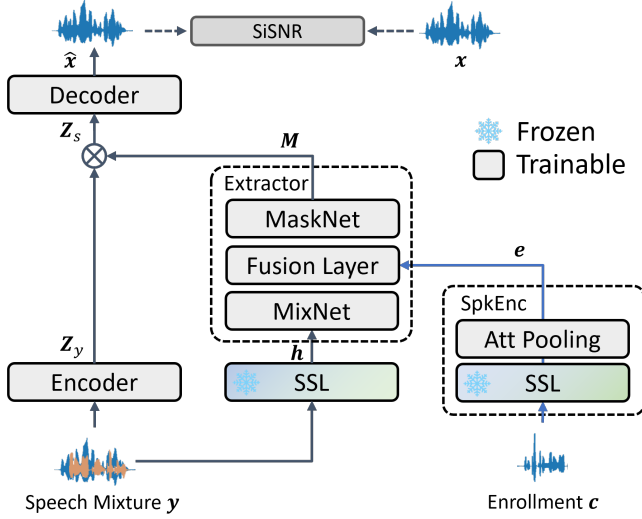 SiSNR
x̂
x
Decoder
Z_s
M
Frozen
Trainable
Extractor
MaskNet
Fusion Layer
e
MixNet
SpkEnc
Att Pooling
Z_y
h
Encoder
SSL
SSL
Speech Mixture y
Enrollment c